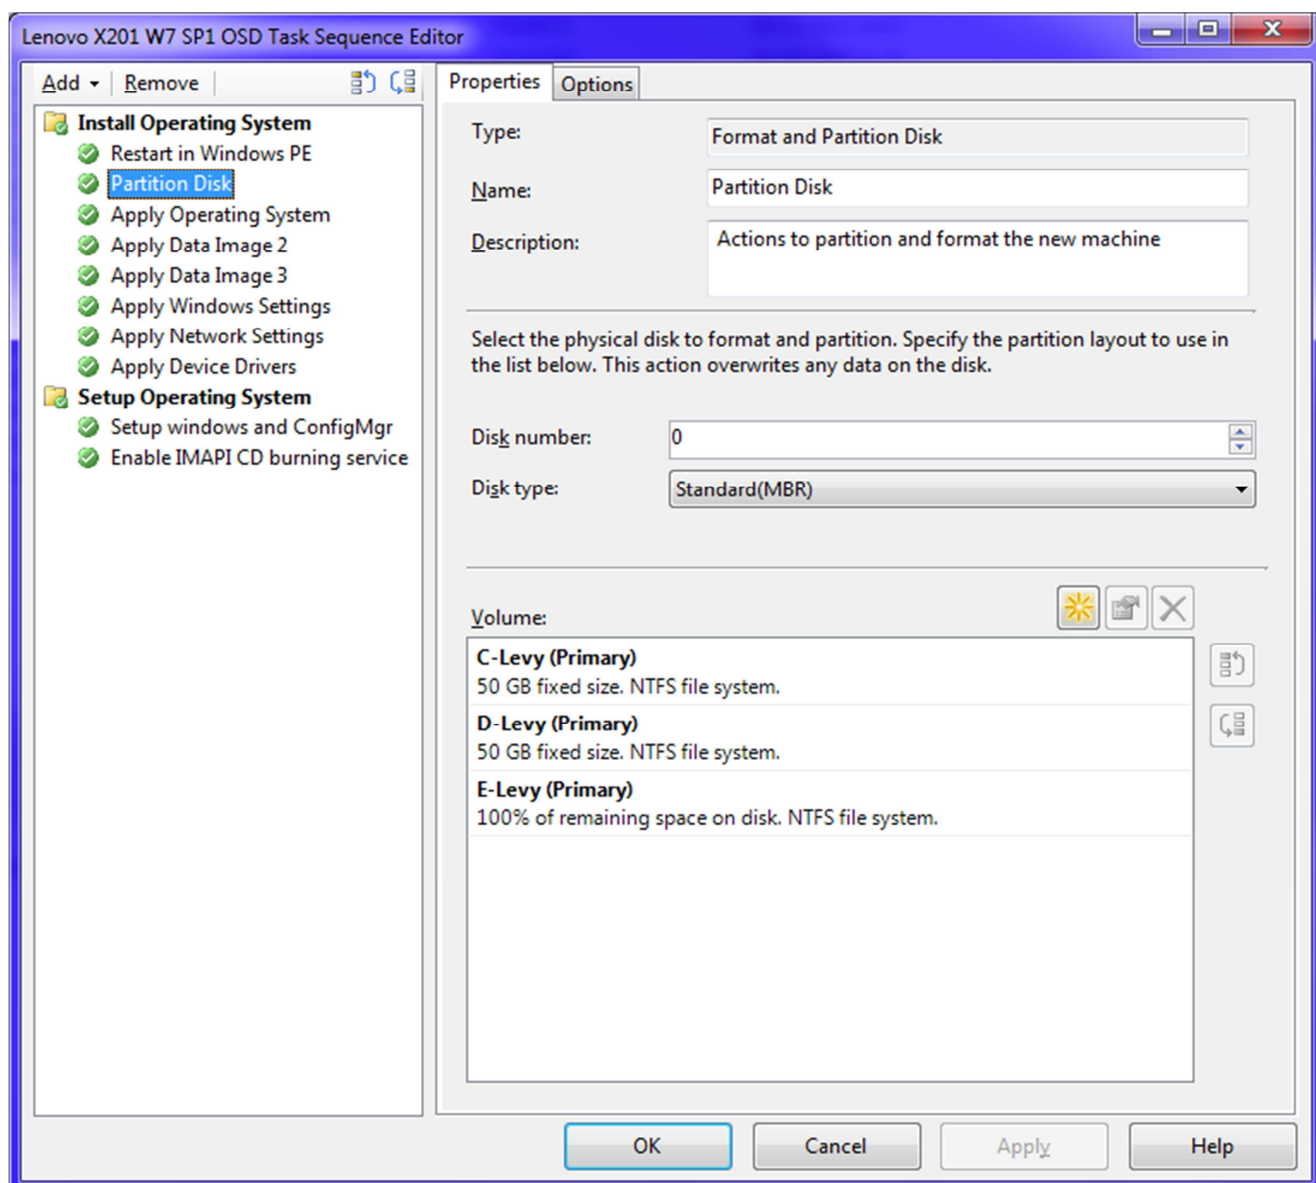 Lenovo X201 W7 SP1 OSD Task Sequence Editor
Add Remove
Install Operating System
Restart in Windows PE
Partition Disk
Apply Operating System
Apply Data Image 2
Apply Data Image 3
Apply Windows Settings
Apply Network Settings
Apply Device Drivers
Setup Operating System
Setup windows and ConfigMgr
Enable IMAPI CD burning service
Properties Options
Type: Format and Partition Disk
Name: Partition Disk
Description: Actions to partition and format the new machine
Select the physical disk to format and partition. Specify the partition layout to use in
the list below. This action overwrites any data on the disk.
Disk number: 0
Disk type: Standard(MBR)
Volume:
C-Levy (Primary)
50 GB fixed size. NTFS file system.
D-Levy (Primary)
50 GB fixed size. NTFS file system.
E-Levy (Primary)
100% of remaining space on disk. NTFS file system.
OK Cancel Apply Help